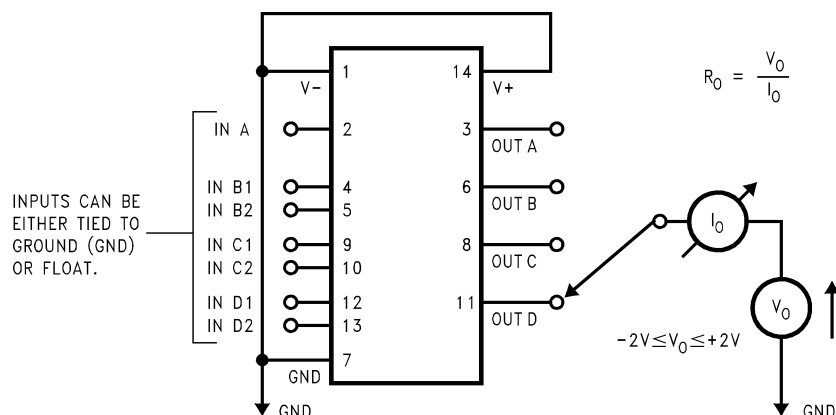 1
14
V-
V+
R_O = V_O / I_O
IN A
2
3
OUT A
IN B1
4
6
IN B2
5
OUT B
INPUTS CAN BE
EITHER TIED TO
GROUND (GND)
OR FLOAT.
IN C1
9
8
IN C2
10
OUT C
I_O
IN D1
12
11
IN D2
13
OUT D
V_O
-2V≤V_O≤+2V
7
GND
GND
GND